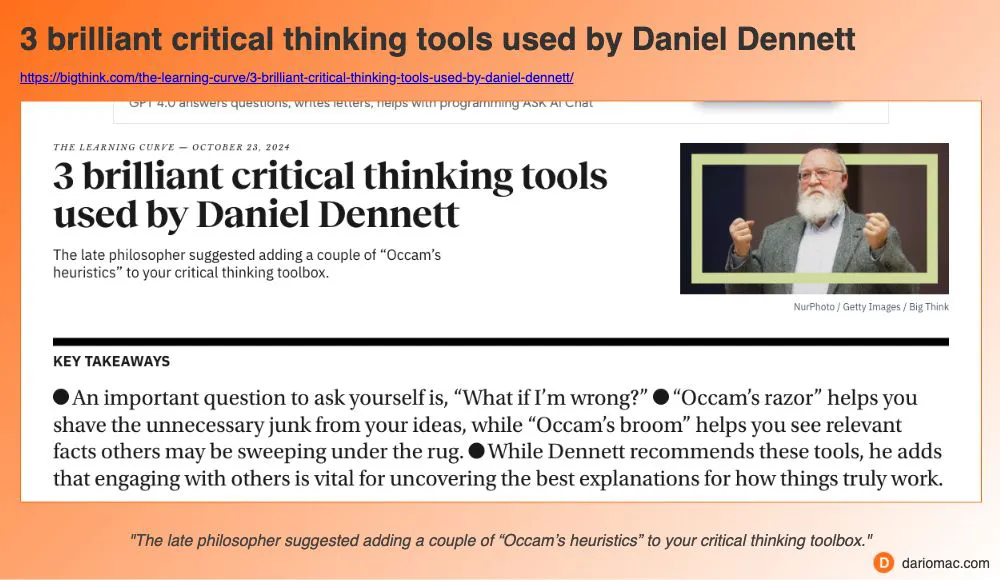 3 brilliant critical thinking tools used by Daniel Dennett
https://bigthink.com/the-learning-curve/3-brilliant-critical-thinking-tools-used-by-daniel-dennett/
GPT 4.0 answers questions, writes letters, helps with programming ASK AI Chat
THE LEARNING CURVE — OCTOBER 23, 2024
3 brilliant critical thinking tools
used by Daniel Dennett
The late philosopher suggested adding a couple of “Occam’s
heuristics” to your critical thinking toolbox.
NurPhoto / Getty Images / Big Think
KEY TAKEAWAYS
●An important question to ask yourself is, “What if I’m wrong?” ●“Occam’s razor” helps you
shave the unnecessary junk from your ideas, while “Occam’s broom” helps you see relevant
facts others may be sweeping under the rug. ●While Dennett recommends these tools, he adds
that engaging with others is vital for uncovering the best explanations for how things truly work.
"The late philosopher suggested adding a couple of “Occam’s heuristics” to your critical thinking toolbox."
D dariomac.com